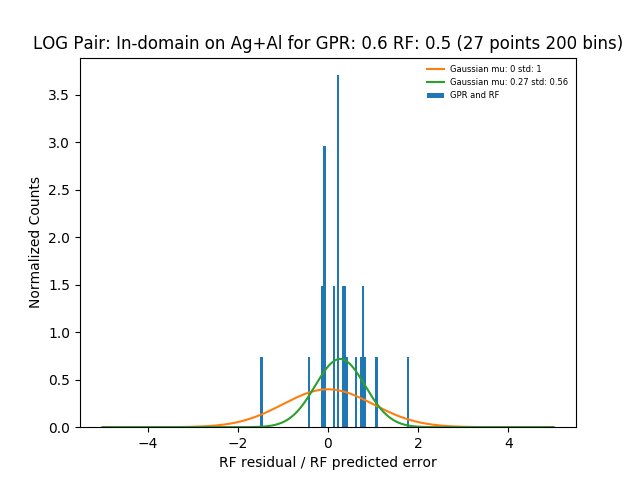 LOG Pair: In-domain on Ag+Al for GPR: 0.6 RF: 0.5 (27 points 200 bins)
Gaussian mu: 0 std: 1
Gaussian mu: 0.27 std: 0.56
GPR and RF
Normalized Counts
3.5
3.0
2.5
2.0
1.5
1.0
0.5
0.0
−4
−2
0
2
4
RF residual / RF predicted error